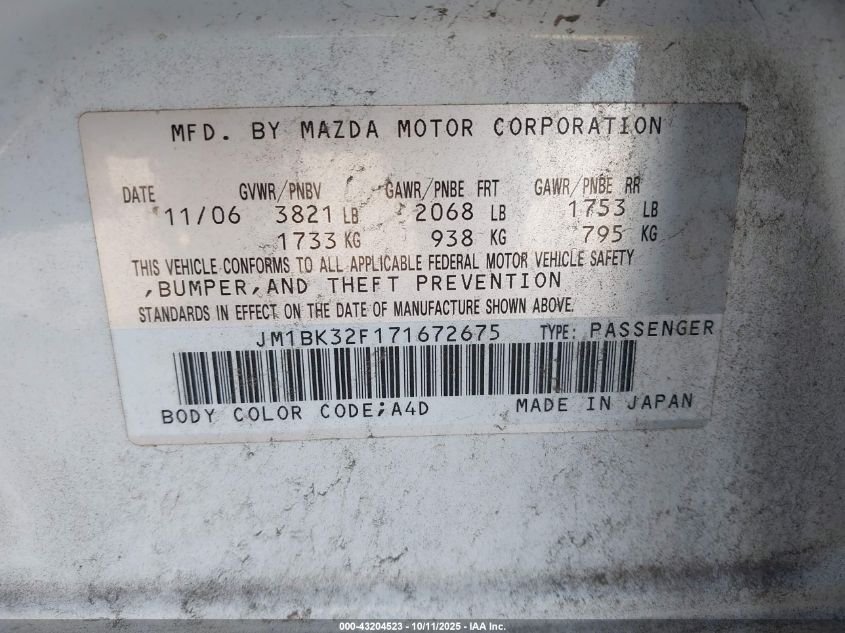 MFD. BY MAZDA MOTOR CORPORATION
DATE GVWR/PNBV GAWR/PNBE FRT GAWR/PNBE RR
11/06 3821 LB 2068 LB 1753 LB
1733 KG 938 KG 795 KG
THIS VEHICLE CONFORMS TO ALL APPLICABLE FEDERAL MOTOR VEHICLE SAFETY
,BUMPER,AND THEFT PREVENTION
STANDARDS IN EFFECT ON THE DATE OF MANUFACTURE SHOWN ABOVE.
JM1BK32F171672675 TYPE: PASSENGER
BODY COLOR CODE;A4D MADE IN JAPAN
000-43204523 - 10/11/2025 - IAA Inc.